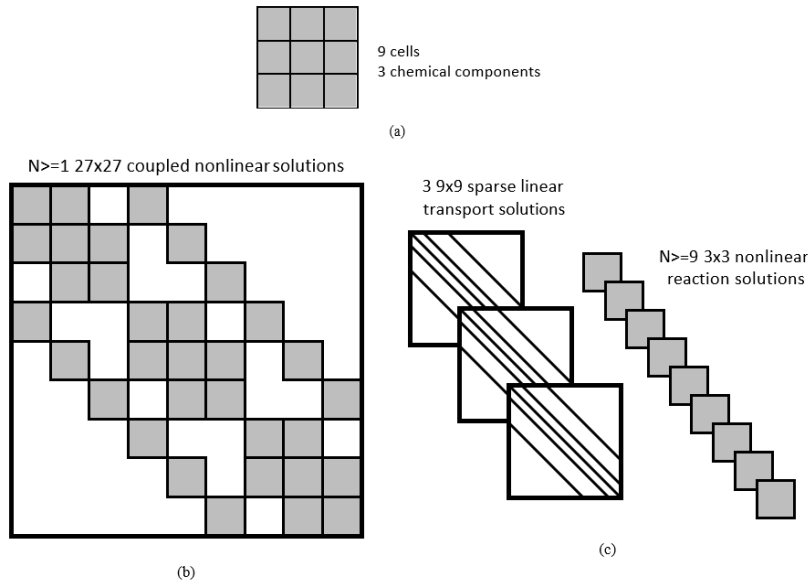 9 cells
3 chemical components
(a)
N>=1 27x27 coupled nonlinear solutions
(b)
3 9x9 sparse linear
transport solutions
N>=9 3x3 nonlinear
reaction solutions
(c)